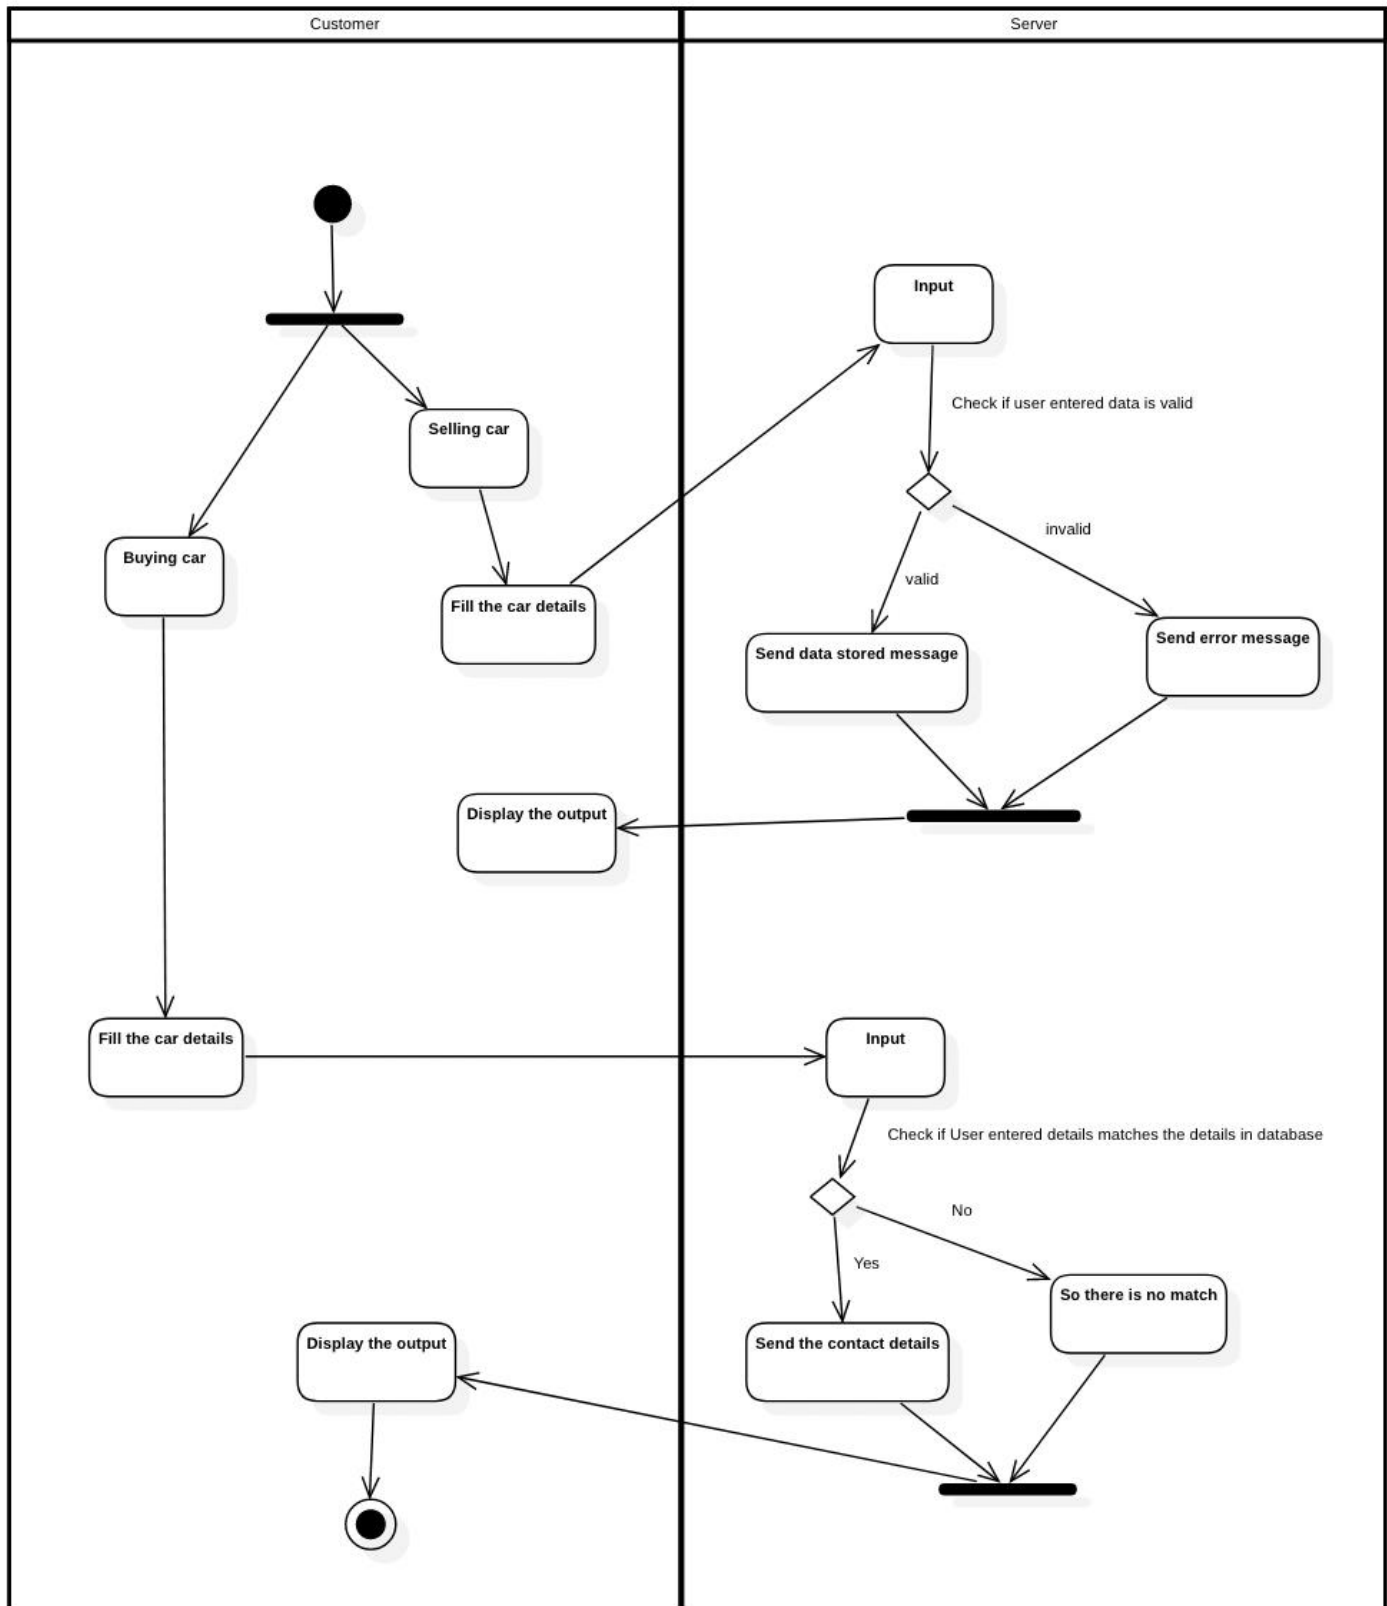 Customer
Server
Input
Check if user entered data is valid
Selling car
invalid
Buying car
valid
Fill the car details
Send data stored message
Send error message
Display the output
Fill the car details
Input
Check if User entered details matches the details in database
No
Yes
So there is no match
Display the output
Send the contact details